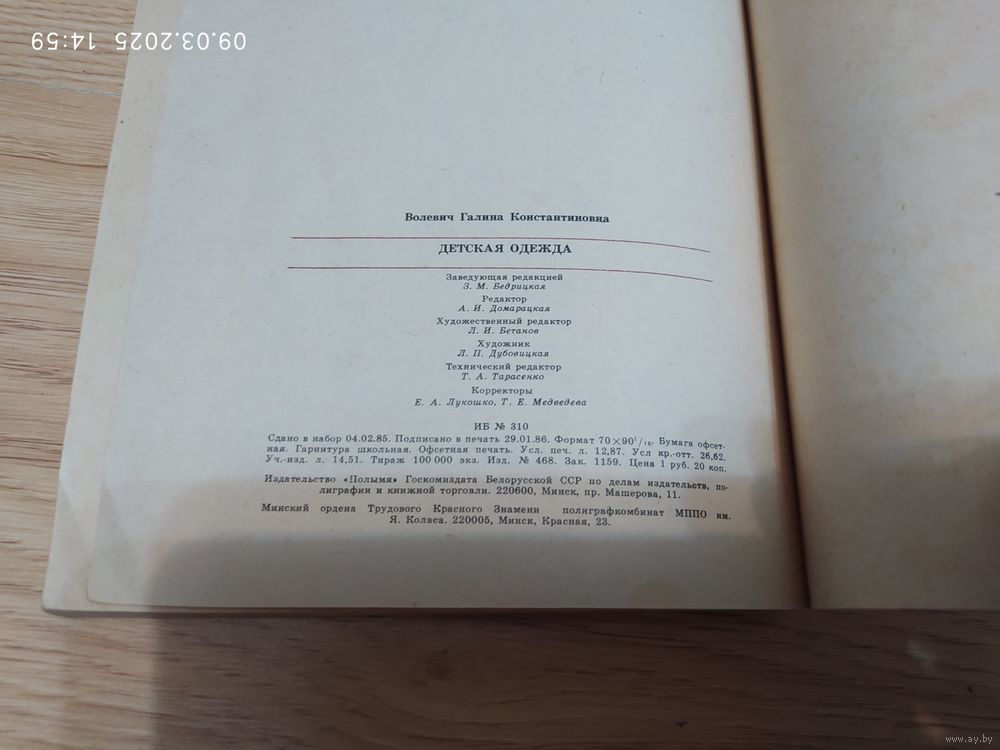 09.03.2025 14:59
Волевич Галина Константиновна
ДЕТСКАЯ ОДЕЖДА
Заведующая редакцией
З. М. Бедрицкая
Редактор
А. И. Домарацкая
Художественный редактор
Л. И. Бетанов
Художник
Л. П. Дубовицкая
Технический редактор
Т. А. Тарасенко
Корректоры
Е. А. Лукошко, Т. Е. Медведева
ИБ № 310
Сдано в набор 04.02.85. Подписано в печать 29.01.86. Формат 70×90¹/₁₆. Бумага офсет-
ная. Гарнитура школьная. Офсетная печать. Усл. печ. л. 12,87. Усл кр.-отт. 26,62.
Уч.-изд. л. 14,51. Тираж 100 000 экз. Изд. № 468. Зак. 1159. Цена 1 руб. 20 коп.
Издательство «Полымя» Госкомиздата Белорусской ССР по делам издательств, по-
лиграфии и книжной торговли. 220600, Минск, пр. Машерова, 11.
Минский ордена Трудового Красного Знамени полиграфкомбинат МППО им.
Я. Коласа. 220005, Минск, Красная, 23.
www.ay.by